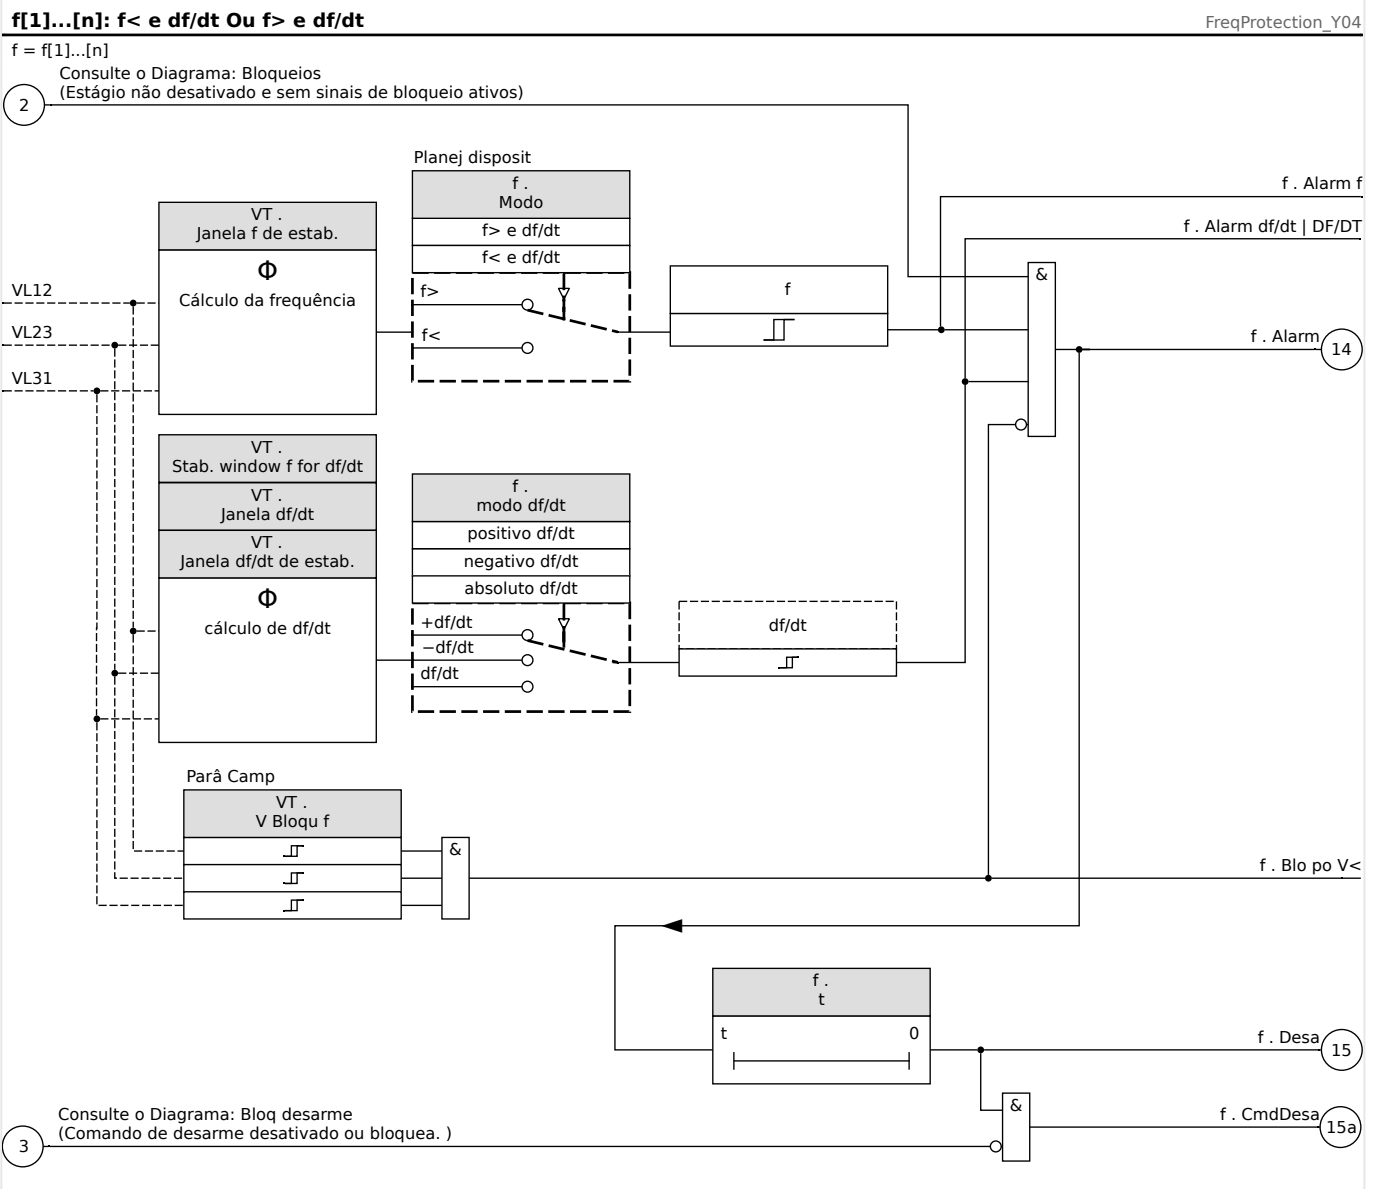 f[1]...[n]: f< e df/dt Ou f> e df/dt
FreqProtection_Y04
f = f[1]...[n]
Consulte o Diagrama: Bloqueios
(Estágio não desativado e sem sinais de bloqueio ativos)
2
Planej disposit
f .
Modo
f> e df/dt
f< e df/dt
f>
f<
VT .
Janela f de estab.
Φ
Cálculo da frequência
VL12
VL23
VL31
f
f . Alarm f
f . Alarm df/dt | DF/DT
&
f . Alarm
14
VT .
Stab. window f for df/dt
VT .
Janela df/dt
VT .
Janela df/dt de estab.
Φ
cálculo de df/dt
f .
modo df/dt
positivo df/dt
negativo df/dt
absoluto df/dt
+df/dt
−df/dt
df/dt
df/dt
Parâ Camp
VT .
V Bloqu f
&
f . Blo po V<
f .
t
t
0
f . Desa
15
&
f . CmdDesa
15a
Consulte o Diagrama: Bloq desarme
(Comando de desarme desativado ou bloquea. )
3